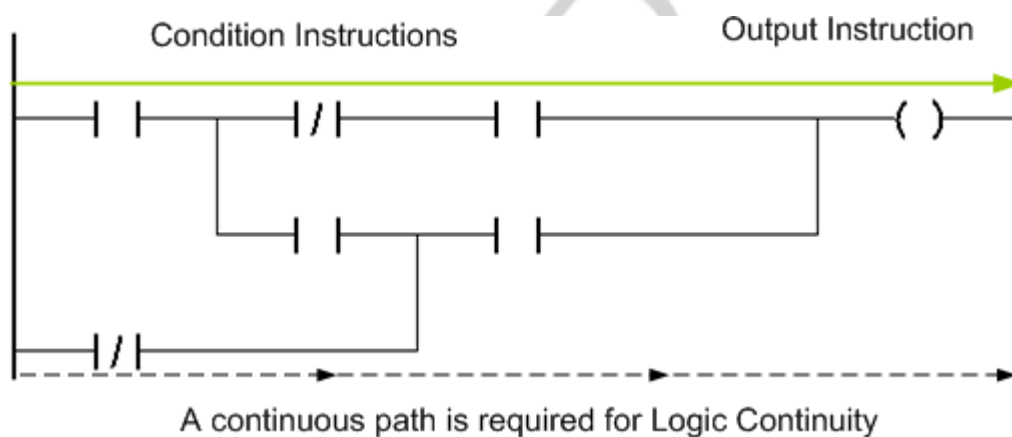 Condition Instructions
Output Instruction
A continuous path is required for Logic Continuity